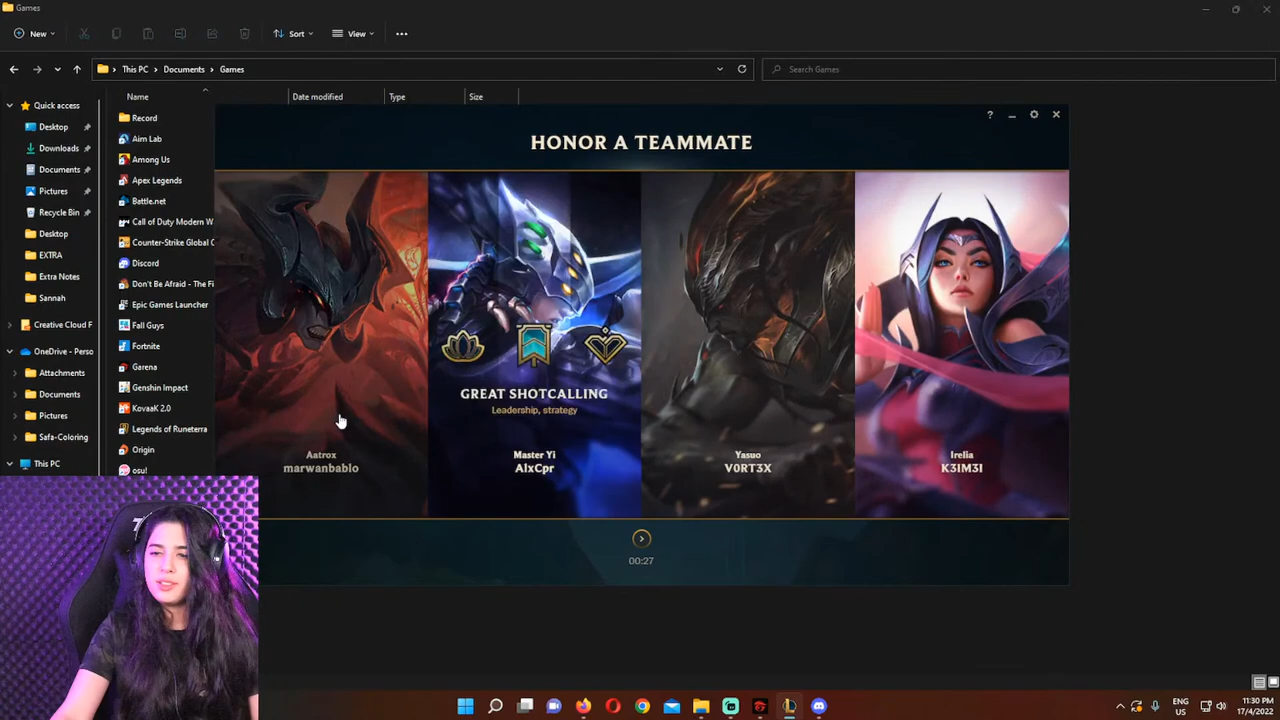 Games
New
Sort
View
This PC
Documents
Games
Search Games
Name
Date modified
Type
Size
Quick access
Desktop
Downloads
Documents
Pictures
Recycle Bin
Desktop
EXTRA
Extra Notes
Sannah
Creative Cloud F
OneDrive - Perso
Attachments
Documents
Pictures
Safa-Coloring
This PC
Record
Aim Lab
Among Us
Apex Legends
Battle.net
Call of Duty Modern W
Counter-Strike Global O
Discord
Don't Be Afraid - The Fi
Epic Games Launcher
Fall Guys
Fortnite
Garena
Genshin Impact
KovaaK 2.0
Legends of Runeterra
Origin
osu!
?
HONOR A TEAMMATE
GREAT SHOTCALLING
Leadership, strategy
Aatrox
marwanbablo
Master Yi
AlxCpr
Yasuo
V0RT3X
Irelia
K3IM3I
00:27
ENG
US
11:30 PM
17/4/2022